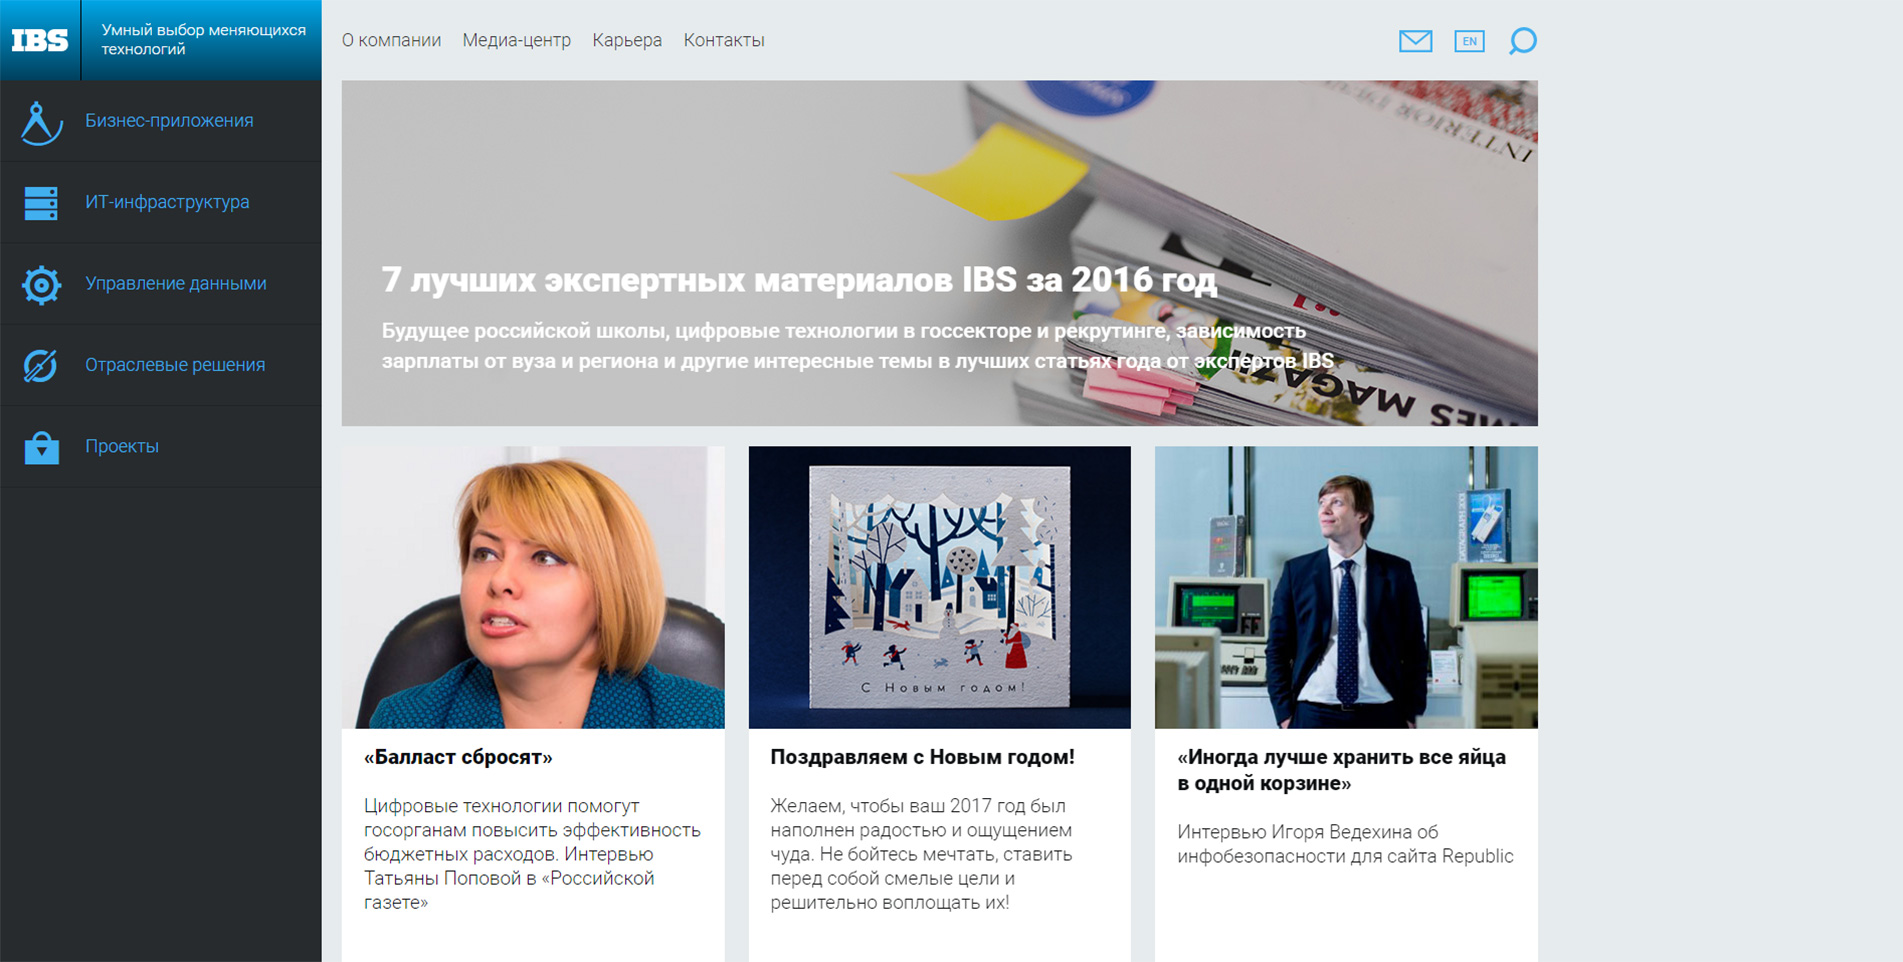 IBS
Умный выбор меняющихся
технологий
О компании Медиа-центр Карьера Контакты
EN
Бизнес-приложения
ИТ-инфраструктура
Управление данными
Отраслевые решения
Проекты
INTERIOR
7 лучших экспертных материалов IBS за 2016 год
Будущее российской школы, цифровые технологии в госсекторе и рекрутинге, зависимость
зарплаты от вуза и региона и другие интересные темы в лучших статьях года от экспертов IBS
MES MAGAZ
С Новым годом!
«Балласт сбросят»
Цифровые технологии помогут
госорганам повысить эффективность
бюджетных расходов. Интервью
Татьяны Поповой в «Российской
газете»
Поздравляем с Новым годом!
Желаем, чтобы ваш 2017 год был
наполнен радостью и ощущением
чуда. Не бойтесь мечтать, ставить
перед собой смелые цели и
решительно воплощать их!
«Иногда лучше хранить все яйца
в одной корзине»
Интервью Игоря Ведехина об
инфобезопасности для сайта Republic